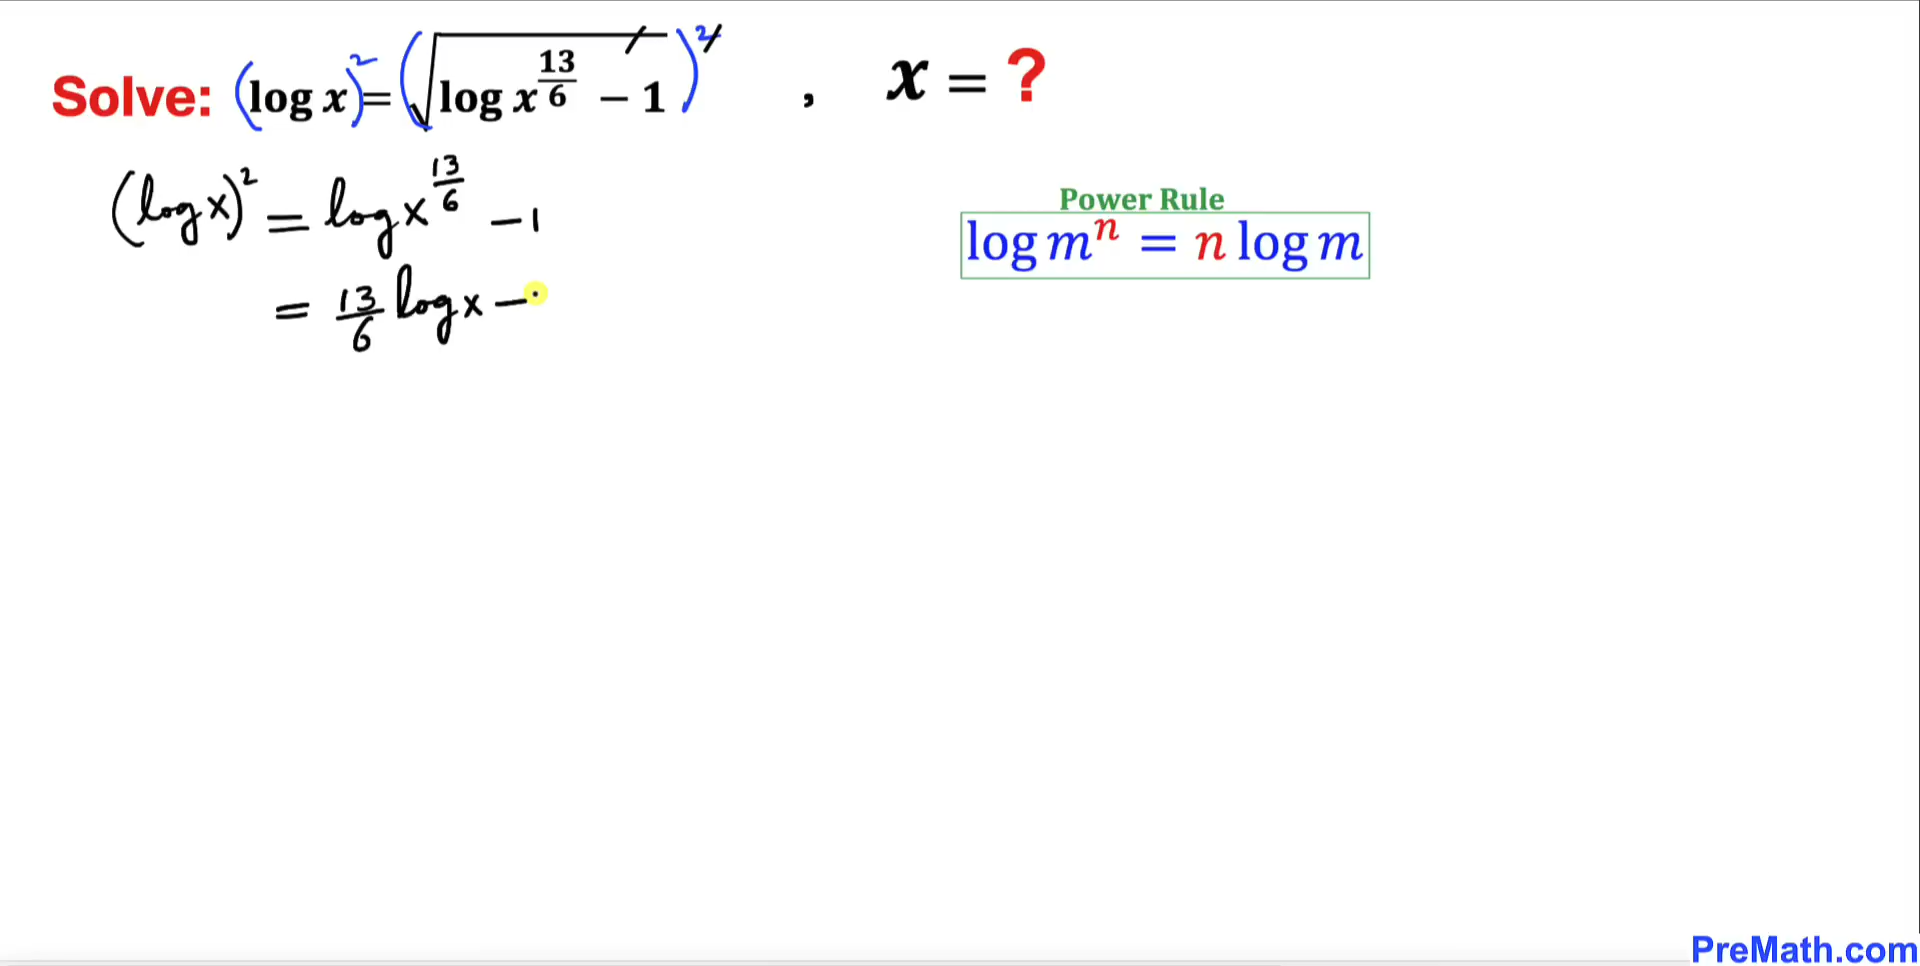 Solve: (log x)² = (√(log x^(13/6) − 1))² , x = ?
(log x)² = log x^(13/6) − 1
= 13/6 log x −
Power Rule
log mⁿ = n log m
PreMath.com